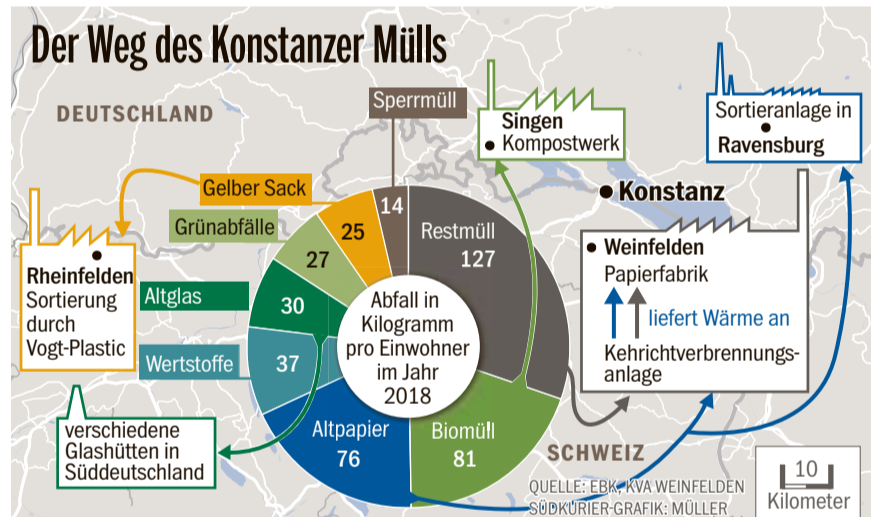 Der Weg des Konstanzer Mülls
DEUTSCHLAND
Sperrmüll
14
Singen
Kompostwerk
Sortieranlage in
Ravensburg
Konstanz
Gelber Sack
25
Grünabfälle
27
Restmüll
127
Weinfelden
Papierfabrik
liefert Wärme an
Kehrichtverbrennungs-
anlage
Rheinfelden
Sortierung
durch
Vogt-Plastic
Altglas
30
Wertstoffe
37
Abfall in
Kilogramm
pro Einwohner
im Jahr
2018
verschiedene
Glashütten in
Süddeutschland
Altpapier
76
Biomüll
81
SCHWEIZ
QUELLE: EBK, KVA WEINFELDEN
SÜDKURIER-GRAFIK: MÜLLER
10
Kilometer